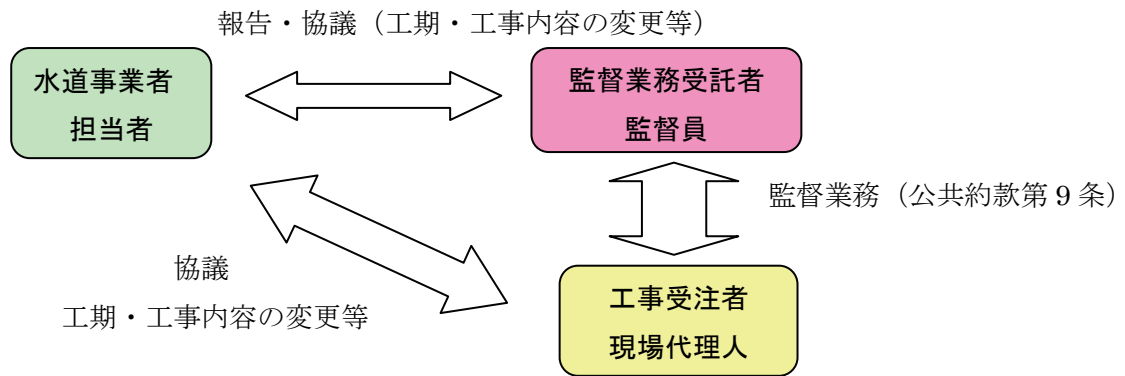 報告・協議（工期・工事内容の変更等）
水道事業者
担当者
監督業務受託者
監督員
監督業務（公共約款第 9 条）
協議
工期・工事内容の変更等
工事受注者
現場代理人